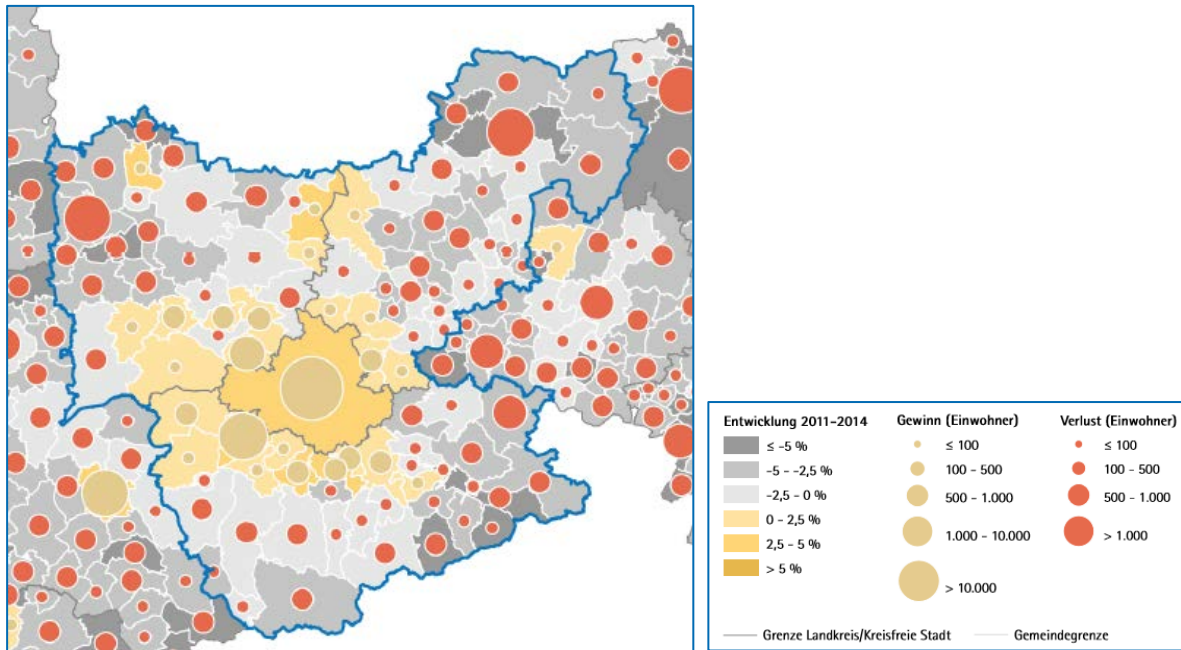 Entwicklung 2011–2014
≤ -5 %
-5 - -2,5 %
-2,5 - 0 %
0 - 2,5 %
2,5 - 5 %
> 5 %
Gewinn (Einwohner)
≤ 100
100 - 500
500 - 1.000
1.000 - 10.000
> 10.000
Verlust (Einwohner)
≤ 100
100 - 500
500 - 1.000
> 1.000
Grenze Landkreis/Kreisfreie Stadt
Gemeindegrenze